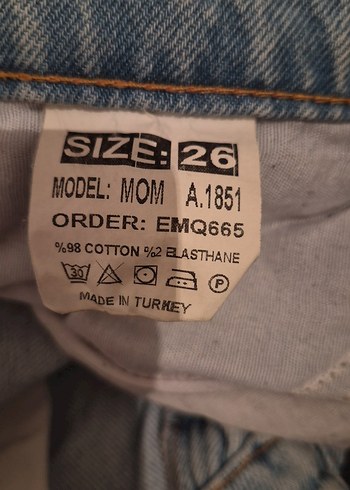 SIZE: 26
MODEL: MOM A.1851
ORDER: EMQ665
%98 COTTON %2 ELASTHANE
30 P
MADE IN TURKEY